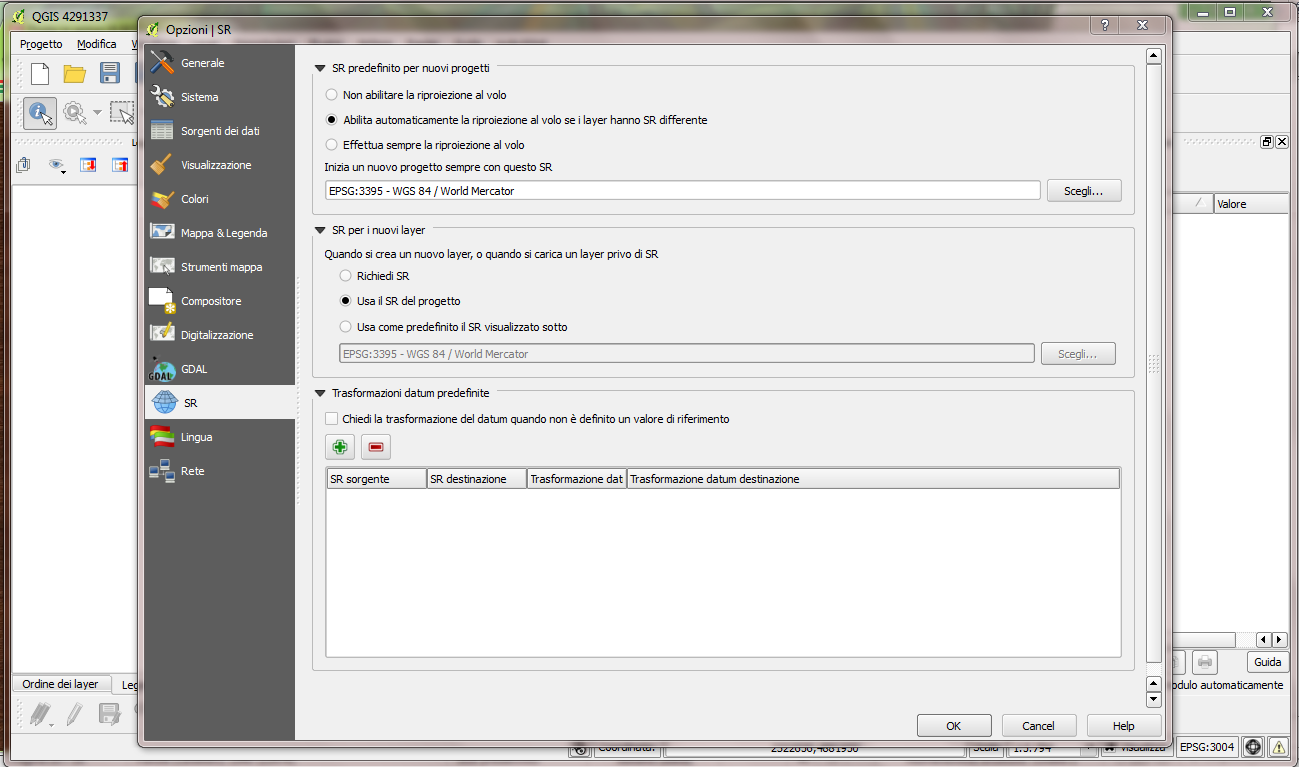 QGIS 4291337
Opzioni | SR
Progetto Modifica
Generale
Sistema
Sorgenti dei dati
Visualizzazione
Colori
Mappa & Legenda
Strumenti mappa
Compositore
Digitalizzazione
GDAL
SR
Lingua
Rete
SR predefinito per nuovi progetti
Non abilitare la riproiezione al volo
Abilita automaticamente la riproiezione al volo se i layer hanno SR differente
Effettua sempre la riproiezione al volo
Inizia un nuovo progetto sempre con questo SR
EPSG:3395 - WGS 84 / World Mercator
Scegli...
SR per i nuovi layer
Quando si crea un nuovo layer, o quando si carica un layer privo di SR
Richiedi SR
Usa il SR del progetto
Usa come predefinito il SR visualizzato sotto
EPSG:3395 - WGS 84 / World Mercator
Scegli...
Trasformazioni datum predefinite
Chiedi la trasformazione del datum quando non è definito un valore di riferimento
SR sorgente SR destinazione Trasformazione dat Trasformazione datum destinazione
OK Cancel Help
Valore
Guida
odulo automaticamente
Ordine dei layer Leg
Coordinata: Scala Visualizza EPSG:3004